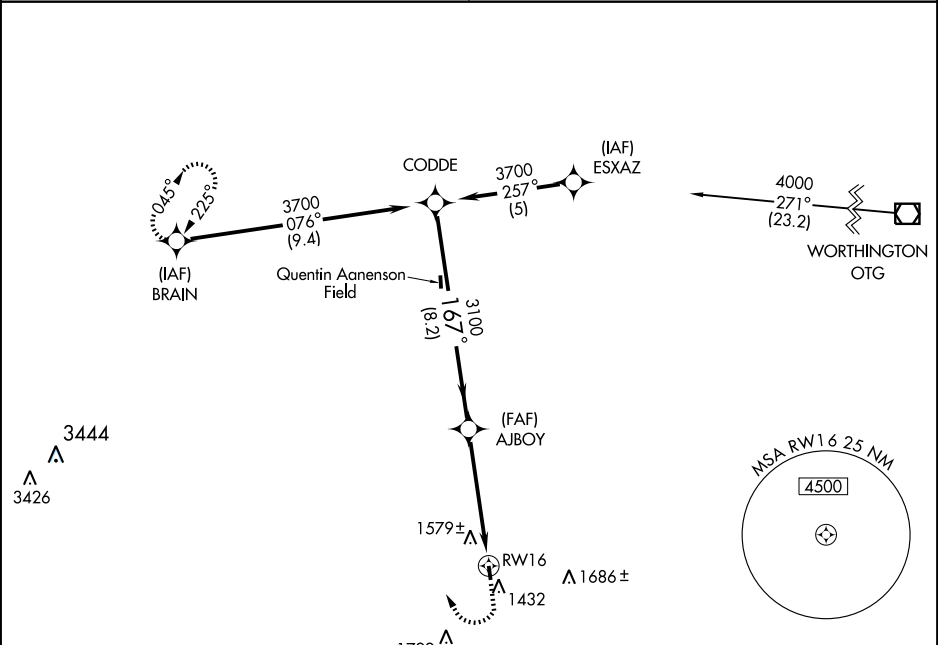 (IAF)
ESXAZ
CODDE
3700
257°
(5)
4000
271°
(23.2)
WORTHINGTON
OTG
045°
225°
3700
076°
(9.4)
(IAF)
BRAIN
Quentin Aanenson
Field
3100
167°
(8.2)
(FAF)
AJBOY
3444
3426
MSA RW16 25 NM
4500
1579±
RW16
1686±
1432